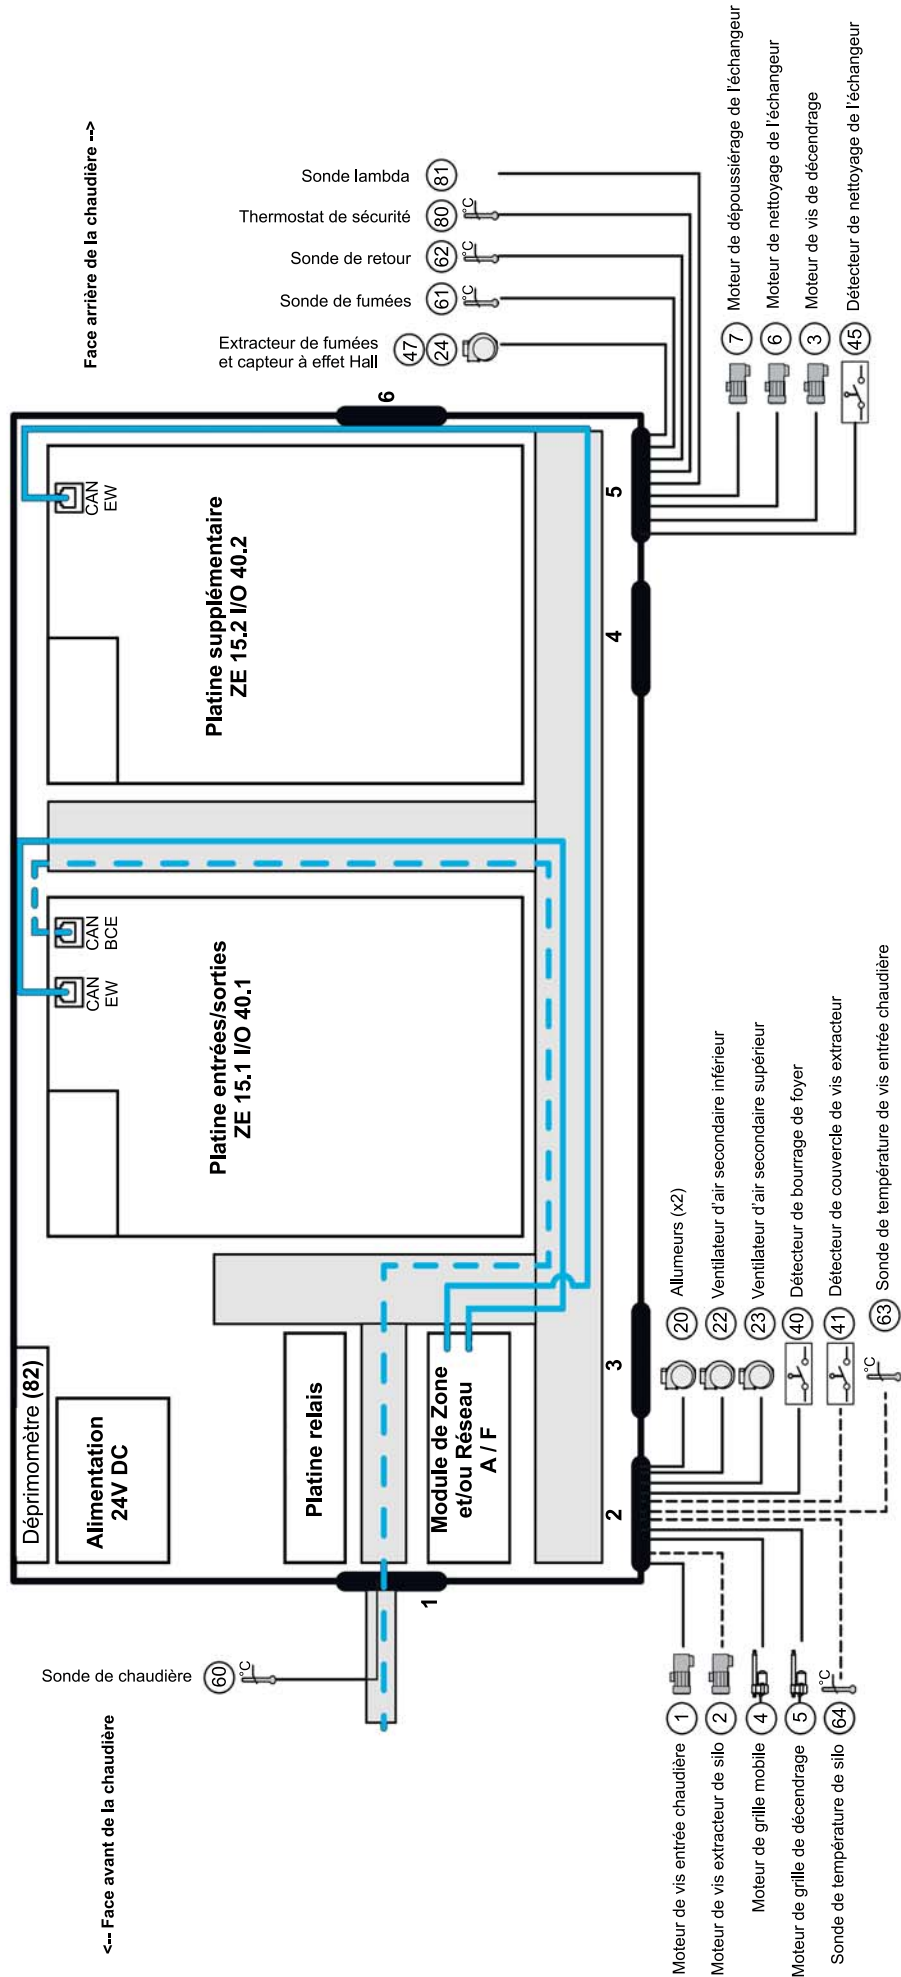 <-- Face avant de la chaudière
Face arrière de la chaudière -->
Sonde de chaudière
60
°C
Déprimomètre (82)
Alimentation
24V DC
Platine relais
Module de Zone
et/ou Réseau
A / F
Platine entrées/sorties
ZE 15.1 I/O 40.1
CAN
EW
CAN
BCE
Platine supplémentaire
ZE 15.2 I/O 40.2
CAN
EW
1
2
3
4
5
6
Sonde lambda
81
Thermostat de sécurité
80
°C
Sonde de retour
62
°C
Sonde de fumées
61
°C
Extracteur de fumées
et capteur à effet Hall
47
24
Moteur de vis entrée chaudière
1
Moteur de vis extracteur de silo
2
Moteur de grille mobile
4
Moteur de grille de décendrage
5
Sonde de température de silo
64
°C
20
Allumeurs (x2)
22
Ventilateur d'air secondaire inférieur
23
Ventilateur d'air secondaire supérieur
40
Détecteur de bourrage de foyer
41
Détecteur de couvercle de vis extracteur
°C
63
Sonde de température de vis entrée chaudière
7
Moteur de dépoussiérage de l'échangeur
6
Moteur de nettoyage de l'échangeur
3
Moteur de vis de décendrage
45
Détecteur de nettoyage de l'échangeur